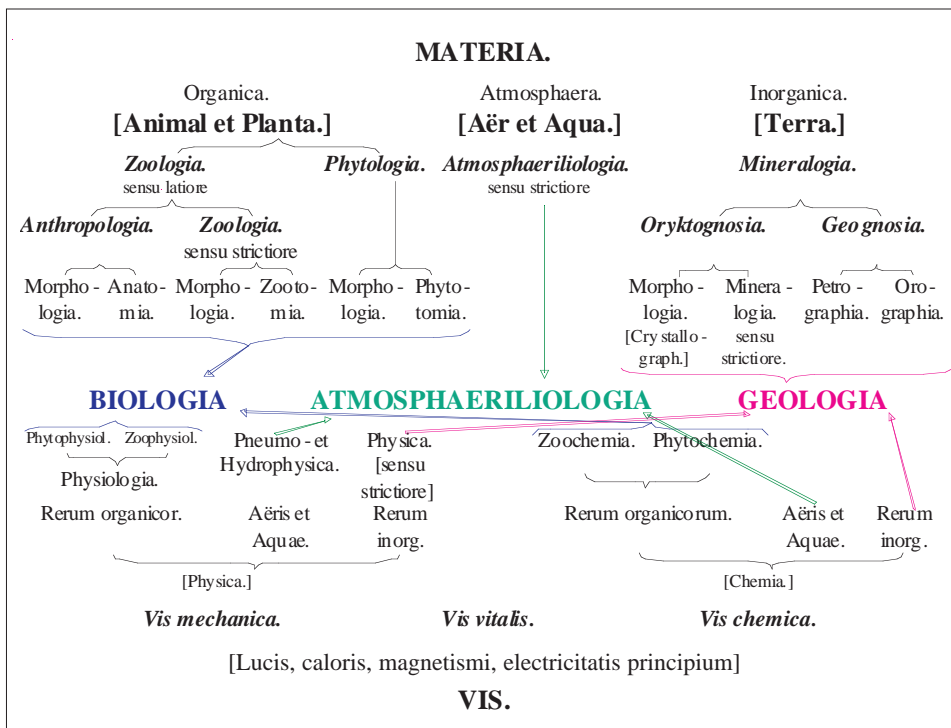 MATERIA.
Organica. Atmosphaera. Inorganica.
[Animal et Planta.] [Aër et Aqua.] [Terra.]
Zoologia. Phytologia. Atmosphaeriliologia. Mineralogia.
sensu latiore sensu strictiore
Anthropologia. Zoologia. Oryktognosia. Geognosia.
sensu strictiore
Morpho- Anato- Morpho- Zooto- Morpho- Phyto- Morpho- Minera- Petro- Oro-
logia. mia. logia. mia. logia. tomia. logia. logia. graphia. graphia.
[Crystallo- sensu
graph.] strictiore.
BIOLOGIA ATMOSPHAERILIOLOGIA GEOLOGIA
Phytophysiol. Zoophysiol. Pneumo- et Physica. Zoochemia. Phytochemia.
Hydrophysica. [sensu
Physiologia. strictiore]
Rerum organicor. Aëris et Rerum Rerum organicorum. Aëris et Rerum
Aquae. inorg. Aquae. inorg.
[Physica.] [Chemia.]
Vis mechanica. Vis vitalis. Vis chemica.
[Lucis, caloris, magnetismi, electricitatis principium]
VIS.